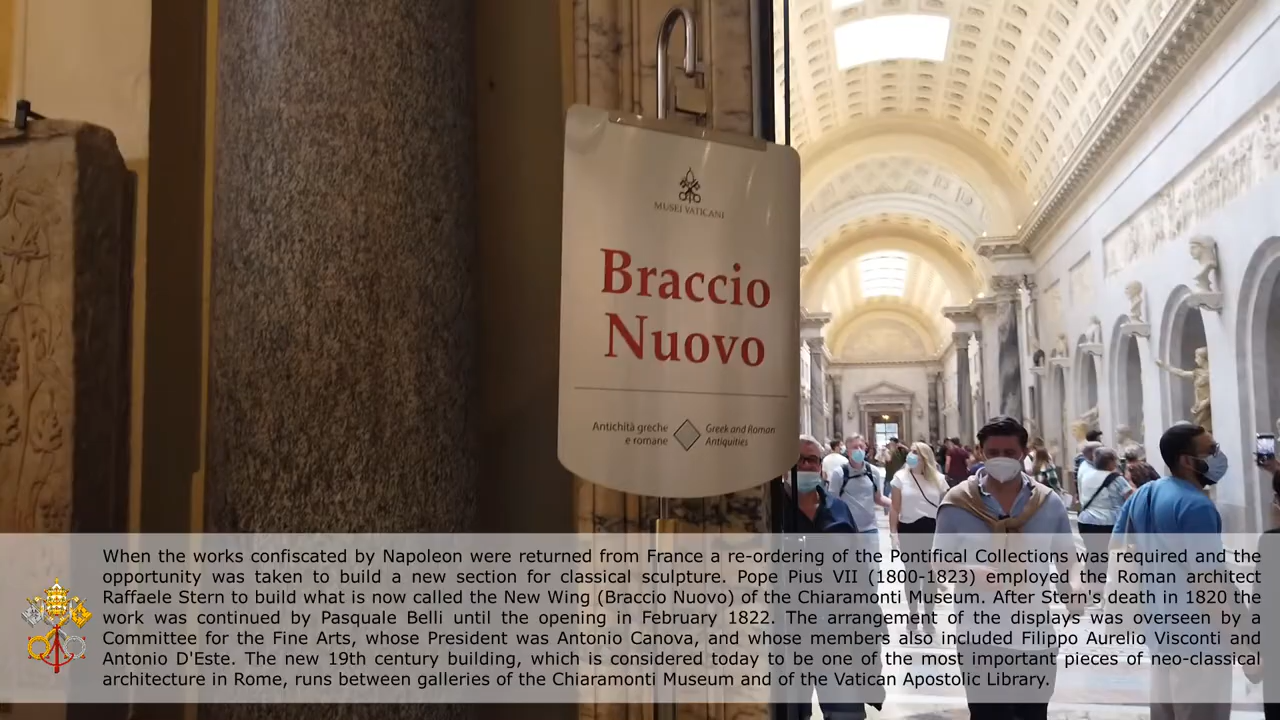 MUSEI VATICANI
Braccio
Nuovo
Antichità greche
e romane
Greek and Roman
Antiquities
When the works confiscated by Napoleon were returned from France a re-ordering of the Pontifical Collections was required and the
opportunity was taken to build a new section for classical sculpture. Pope Pius VII (1800-1823) employed the Roman architect
Raffaele Stern to build what is now called the New Wing (Braccio Nuovo) of the Chiaramonti Museum. After Stern's death in 1820 the
work was continued by Pasquale Belli until the opening in February 1822. The arrangement of the displays was overseen by a
Committee for the Fine Arts, whose President was Antonio Canova, and whose members also included Filippo Aurelio Visconti and
Antonio D'Este. The new 19th century building, which is considered today to be one of the most important pieces of neo-classical
architecture in Rome, runs between galleries of the Chiaramonti Museum and of the Vatican Apostolic Library.